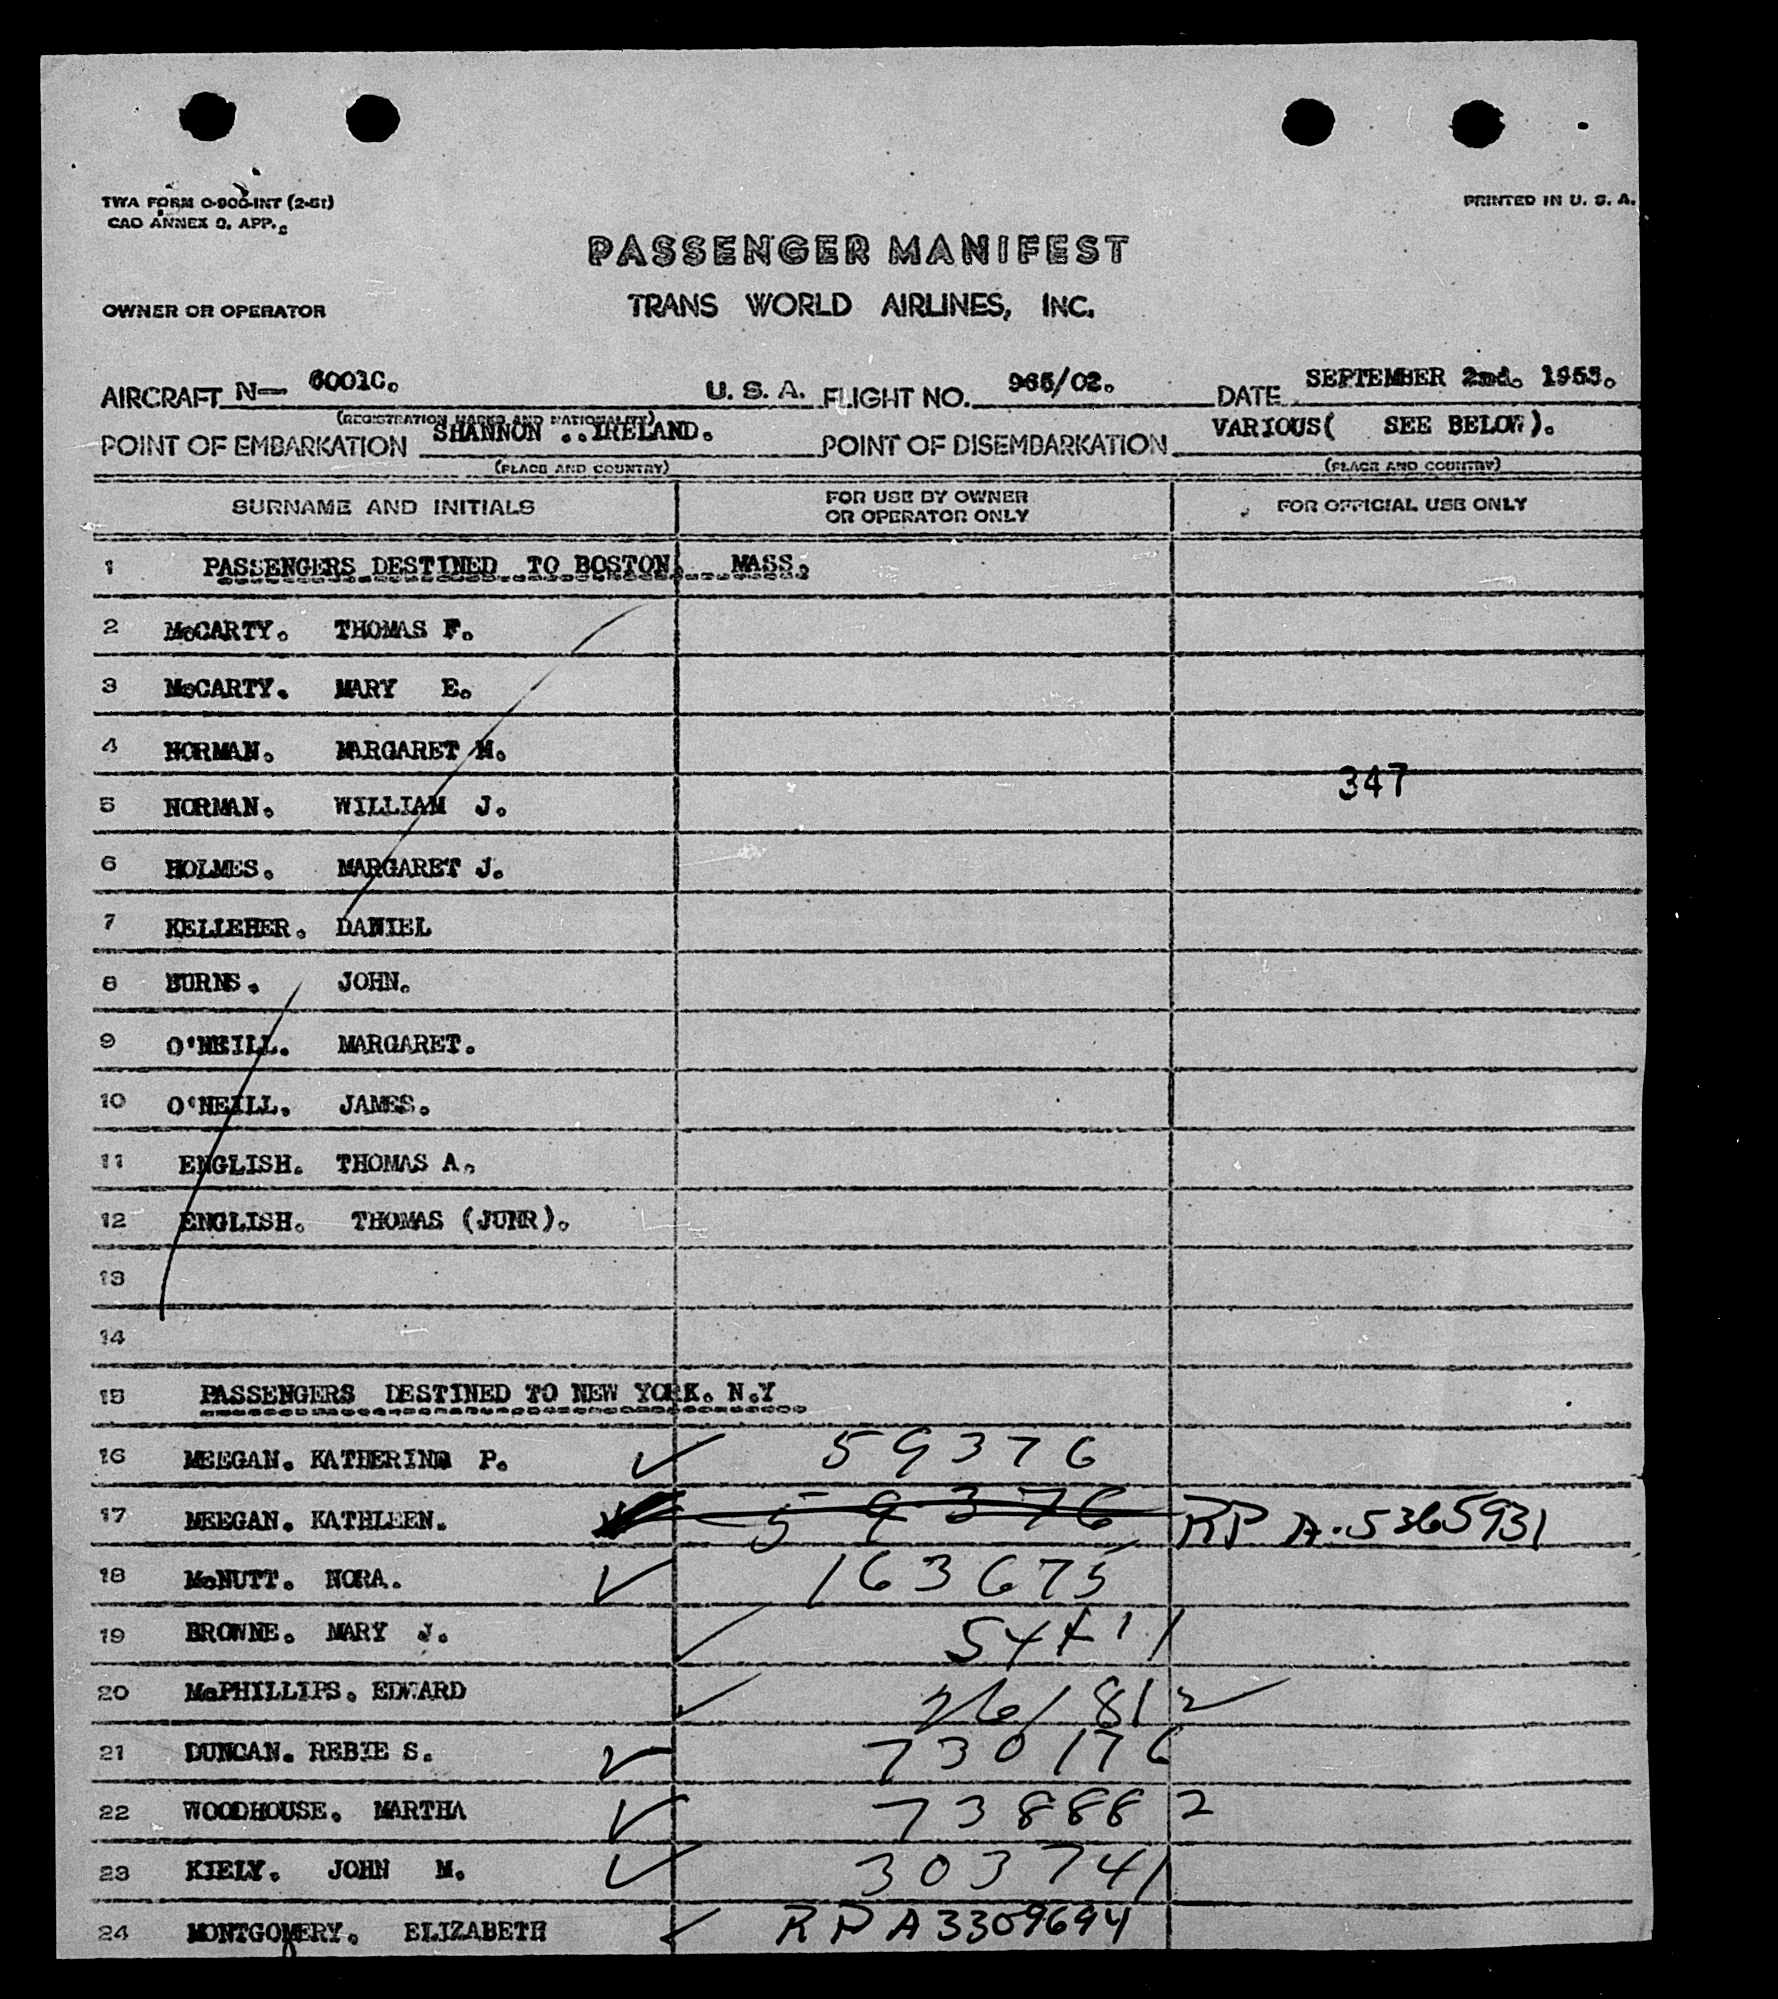 TWA FORM O-900-INT (2-51)
PRINTED IN U. S. A.
CAO ANNEX 9, APP.
PASSENGER MANIFEST
OWNER OR OPERATOR TRANS WORLD AIRLINES, INC.
AIRCRAFT N— 6001C. U. S. A. FLIGHT NO. 965/02. DATE SEPTEMBER 2nd. 1953.
(REGISTRATION MARKS AND NATIONALITY)
POINT OF EMBARKATION SHANNON ..IRELAND. POINT OF DISEMBARKATION VARIOUS( SEE BELOW).
(PLACE AND COUNTRY) (PLACE AND COUNTRY)
SURNAME AND INITIALS FOR USE BY OWNER OR OPERATOR ONLY FOR OFFICIAL USE ONLY
1 PASSENGERS DESTINED TO BOSTON, MASS.
2 McCARTY. THOMAS F.
3 McCARTY. MARY E.
4 NORMAN. MARGARET M.
347
5 NORMAN. WILLIAM J.
6 HOLMES. MARGARET J.
7 KELLEHER. DANIEL
8 BURNS. JOHN.
9 O'NEILL. MARGARET.
10 O'NEILL. JAMES.
11 ENGLISH. THOMAS A.
12 ENGLISH. THOMAS (JUNR).
13
14
15 PASSENGERS DESTINED TO NEW YORK. N.Y
16 MEEGAN. KATHERINE P. 59376
17 MEEGAN. KATHLEEN. 59376 RP A.5365931
18 McNUTT. NORA. 163675
19 BROWNE. MARY J. 54411
20 McPHILLIPS. EDWARD
21 DUNCAN. REBIE S. 730176
22 WOODHOUSE. MARTHA 738882
23 KIELY. JOHN M. 303741
24 MONTGOMERY. ELIZABETH RP A3309694